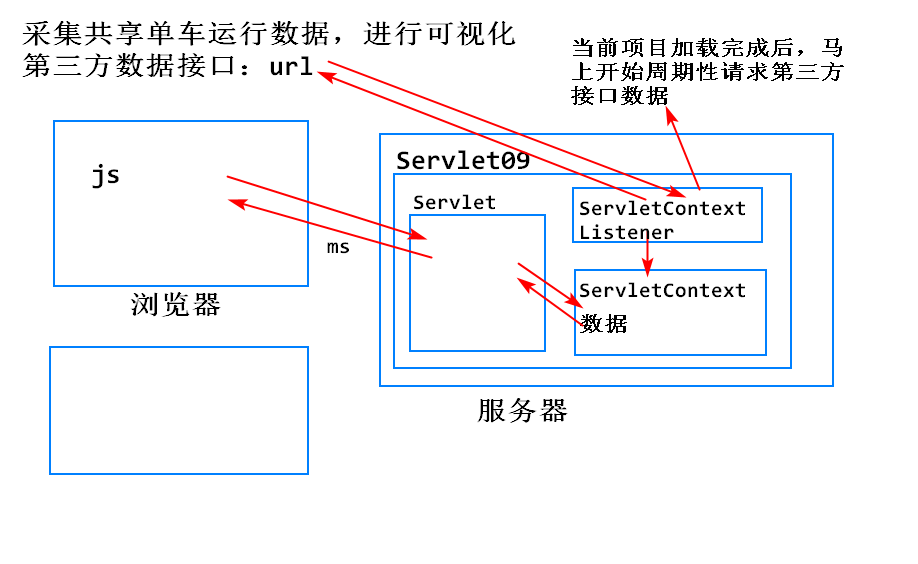 采集共享单车运行数据，进行可视化
第三方数据接口：url
当前项目加载完成后，马
上开始周期性请求第三方
接口数据
js
浏览器
ms
Servlet09
Servlet
ServletContext
Listener
ServletContext
数据
服务器